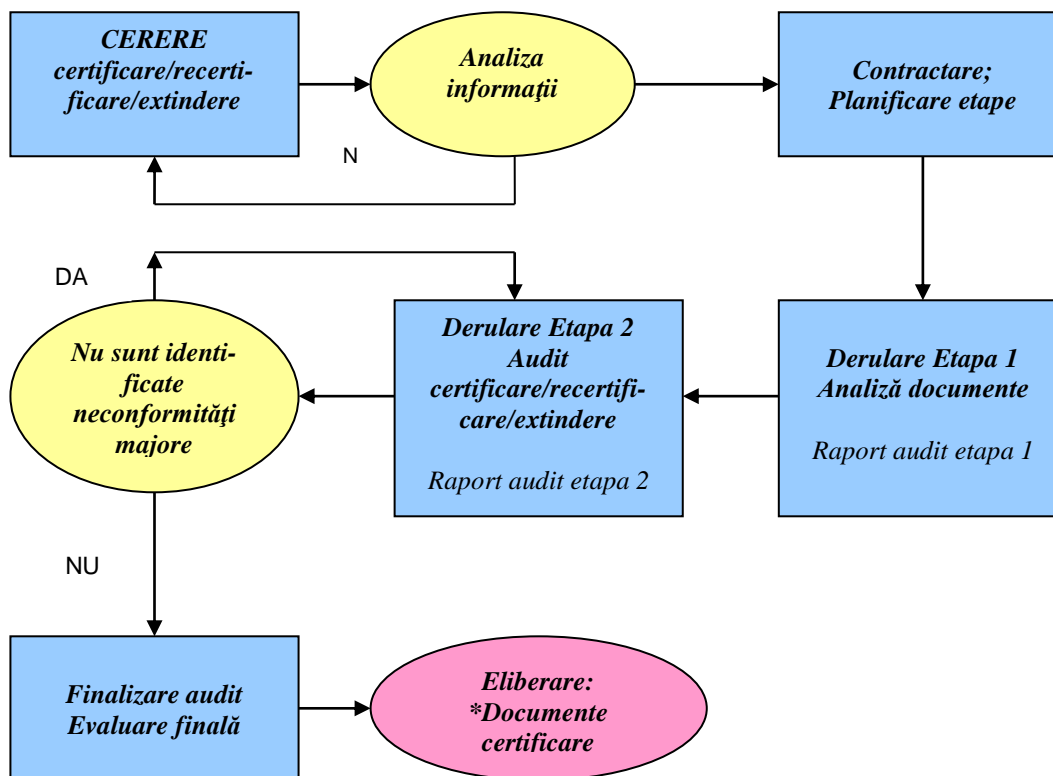 CERERE
certificare/recerti-
ficare/extindere
Analiza
informaţii
Contractare;
Planificare etape
N
DA
Nu sunt identi-
ficate
neconformităţi
majore
Derulare Etapa 2
Audit
certificare/recertifi-
care/extindere
Raport audit etapa 2
Derulare Etapa 1
Analiză documente
Raport audit etapa 1
NU
Finalizare audit
Evaluare finală
Eliberare:
*Documente
certificare